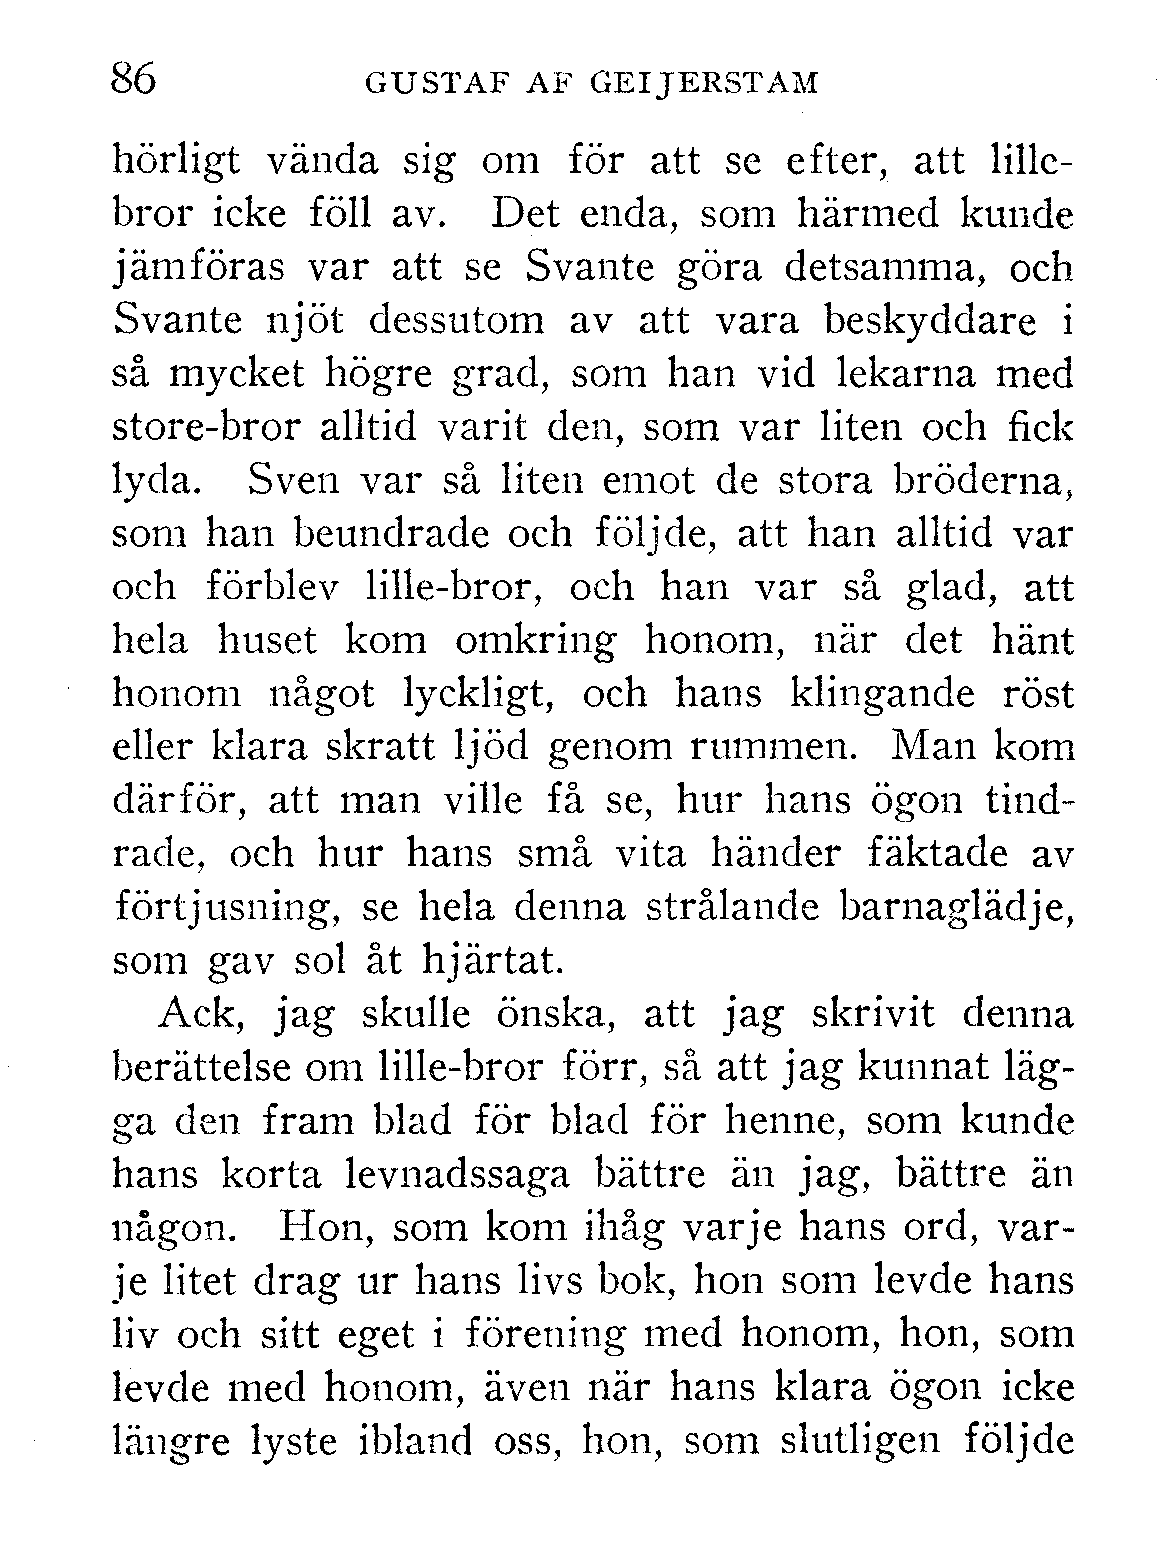 86 GUSTAF AF GEIJERSTAM
hörligt vända sig om för att se efter, att lille-
bror icke föll av. Det enda, som härmed kunde
jämföras var att se Svante göra detsamma, och
Svante njöt dessutom av att vara beskyddare i
så mycket högre grad, som han vid lekarna med
store-bror alltid varit den, som var liten och fick
lyda. Sven var så liten emot de stora bröderna,
som han beundrade och följde, att han alltid var
och förblev lille-bror, och han var så glad, att
hela huset kom omkring honom, när det hänt
honom något lyckligt, och hans klingande röst
eller klara skratt ljöd genom rummen. Man kom
därför, att man ville få se, hur hans ögon tind-
rade, och hur hans små vita händer fäktade av
förtjusning, se hela denna strålande barnaglädje,
som gav sol åt hjärtat.
Ack, jag skulle önska, att jag skrivit denna
berättelse om lille-bror förr, så att jag kunnat läg-
ga den fram blad för blad för henne, som kunde
hans korta levnadssaga bättre än jag, bättre än
någon. Hon, som kom ihåg varje hans ord, var-
je litet drag ur hans livs bok, hon som levde hans
liv och sitt eget i förening med honom, hon, som
levde med honom, även när hans klara ögon icke
längre lyste ibland oss, hon, som slutligen följde